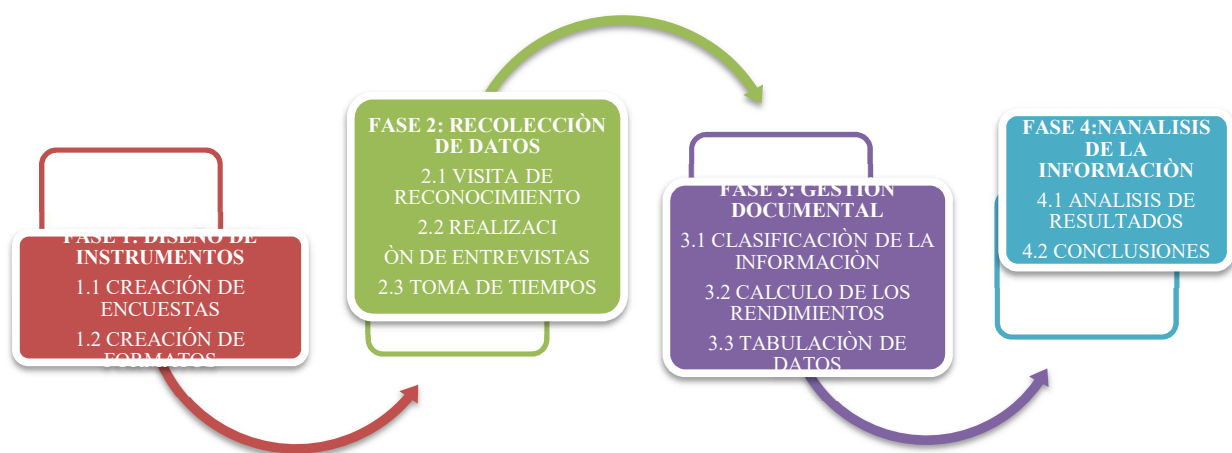 FASE 1: DISEÑO DE
INSTRUMENTOS
1.1 CREACIÓN DE
ENCUESTAS
1.2 CREACIÓN DE
FORMATOS
FASE 2: RECOLECCIÒN
DE DATOS
2.1 VISITA DE
RECONOCIMIENTO
2.2 REALIZACI
ÒN DE ENTREVISTAS
2.3 TOMA DE TIEMPOS
FASE 3: GESTIÓN
DOCUMENTAL
3.1 CLASIFICACIÒN DE LA
INFORMACIÒN
3.2 CALCULO DE LOS
RENDIMIENTOS
3.3 TABULACIÒN DE
DATOS
FASE 4:NANALISIS
DE LA
INFORMACIÒN
4.1 ANALISIS DE
RESULTADOS
4.2 CONCLUSIONES